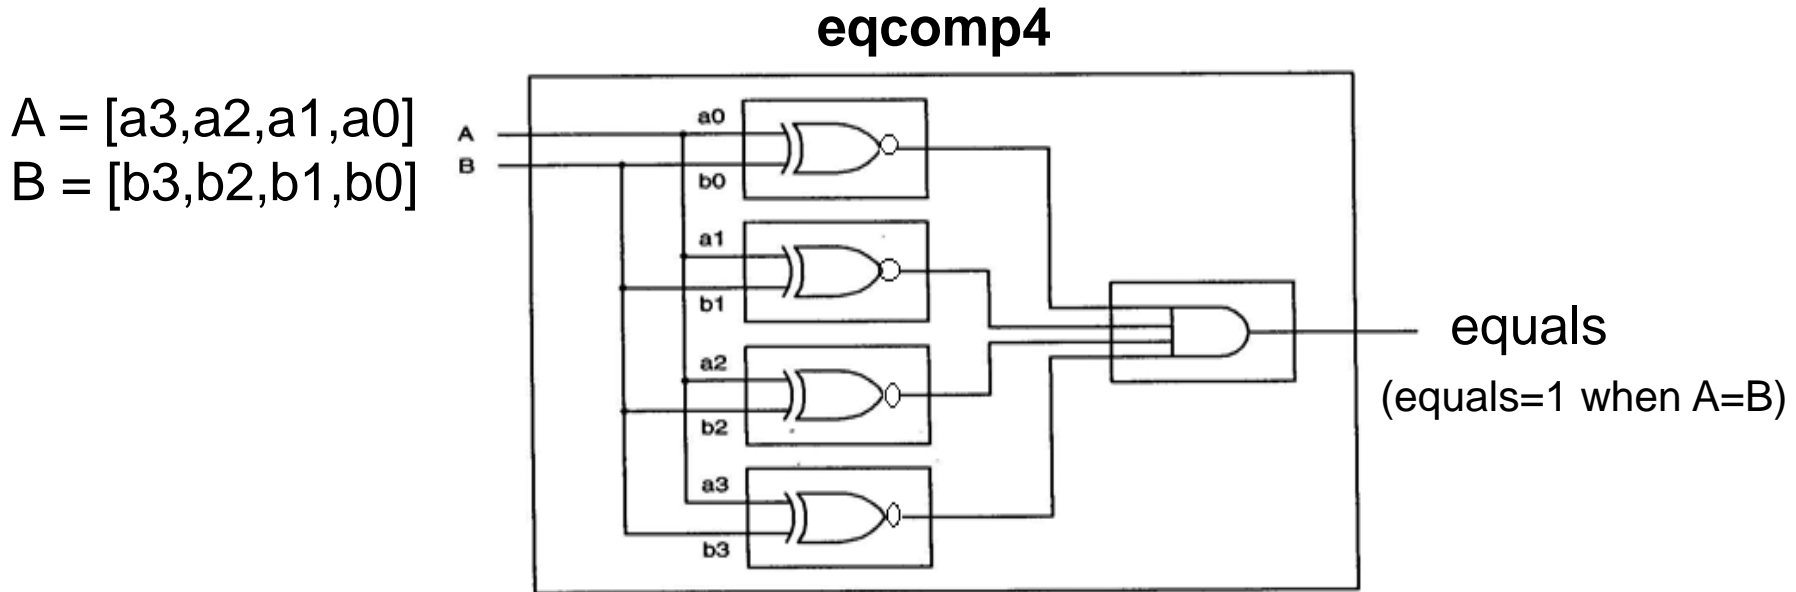 eqcomp4
A = [a3,a2,a1,a0]
B = [b3,b2,b1,b0]
A
B
a0
b0
a1
b1
a2
b2
a3
b3
equals
(equals=1 when A=B)